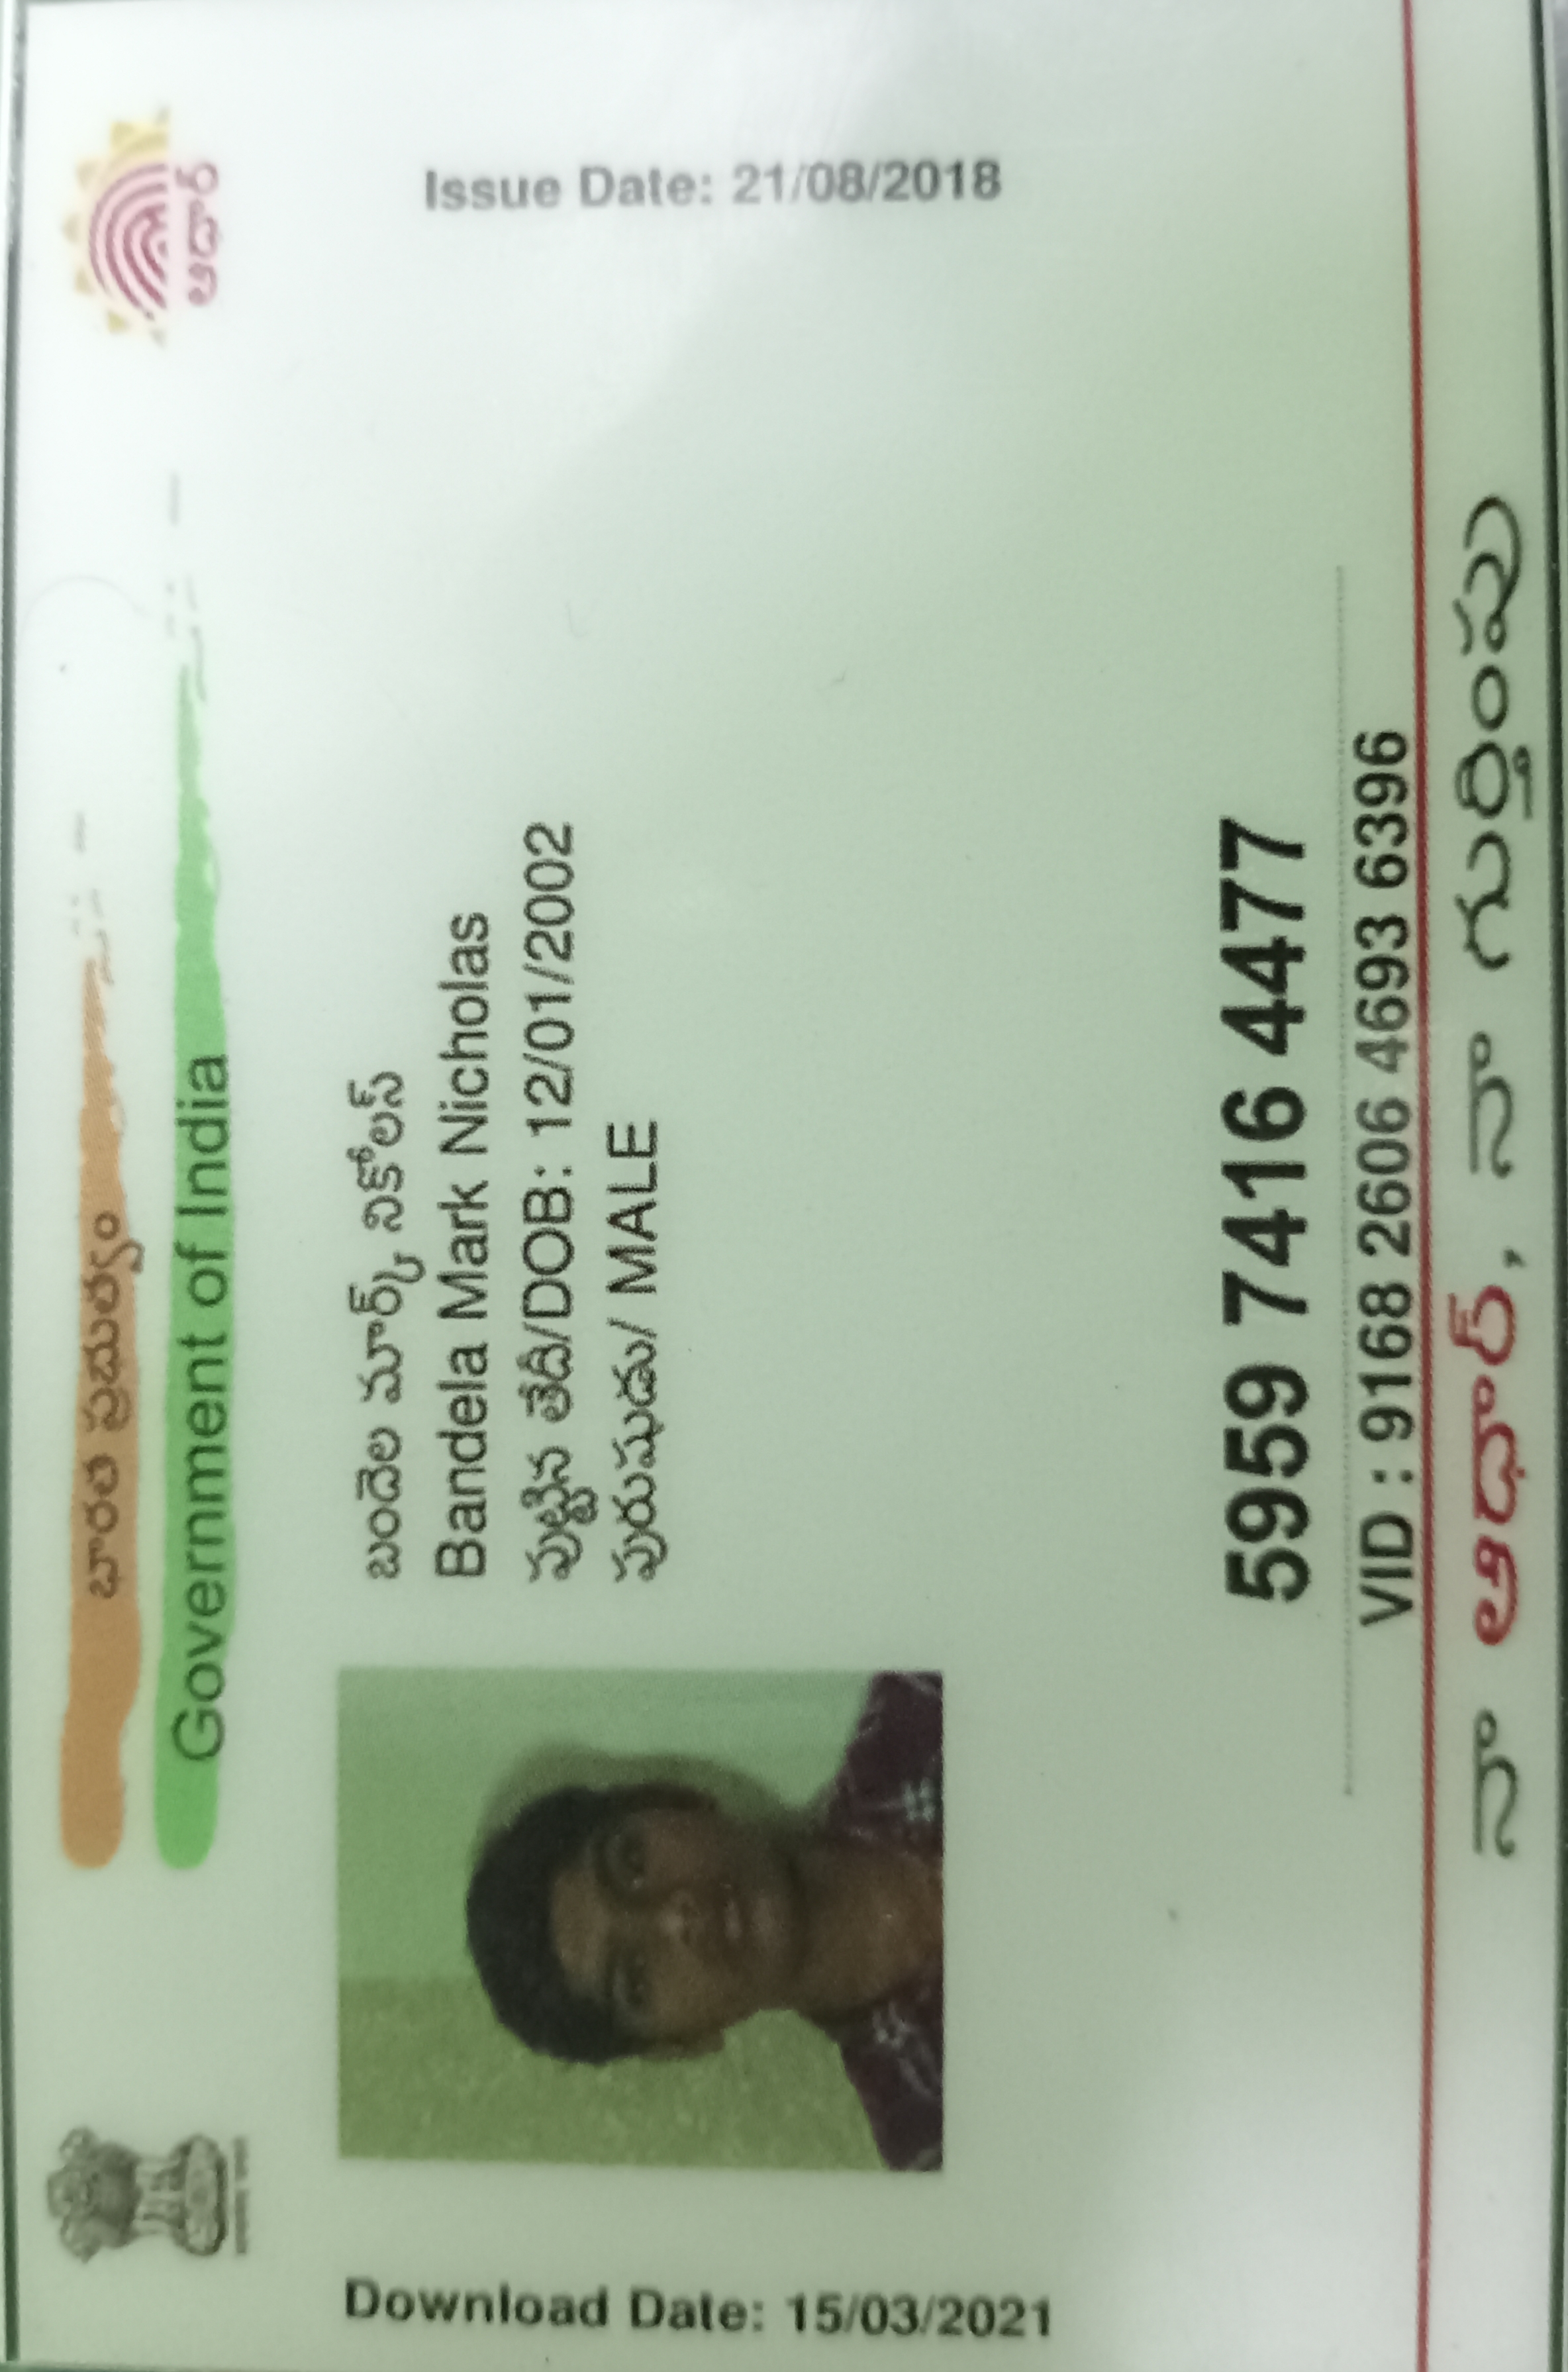 భారత ప్రభుత్వం
Government of India
ఆధార్
Download Date: 15/03/2021
Issue Date: 21/08/2018
బండెల మార్క్ నికోలస్
Bandela Mark Nicholas
పుట్టిన తేదీ/DOB: 12/01/2002
పురుషుడు/ MALE
5959 7416 4477
VID : 9168 2606 4693 6396
నా ఆధార్, నా గుర్తింపు